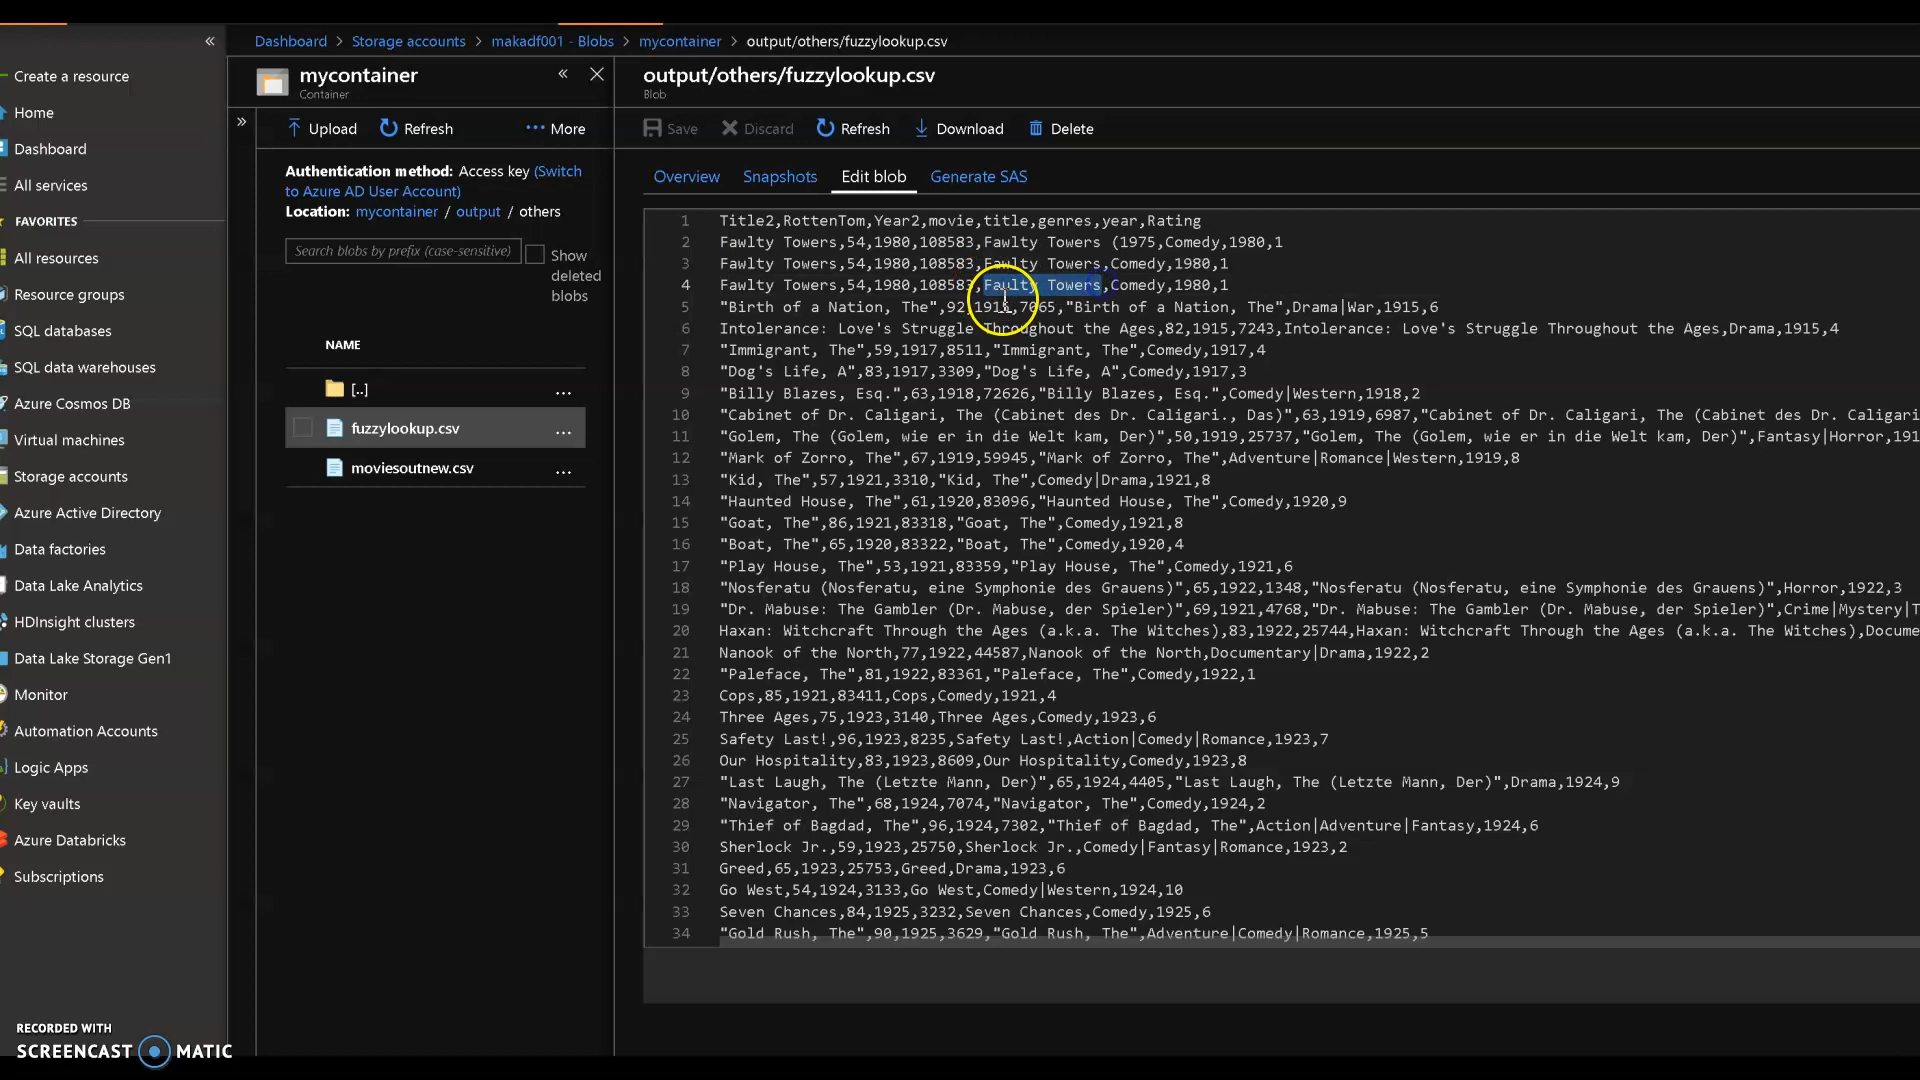 Dashboard > Storage accounts > makadf001 - Blobs > mycontainer > output/others/fuzzylookup.csv
Create a resource
Home
Dashboard
All services
FAVORITES
All resources
Resource groups
SQL databases
SQL data warehouses
Azure Cosmos DB
Virtual machines
Storage accounts
Azure Active Directory
Data factories
Data Lake Analytics
HDInsight clusters
Data Lake Storage Gen1
Monitor
Automation Accounts
Logic Apps
Key vaults
Azure Databricks
Subscriptions
RECORDED WITH
SCREENCAST MATIC
mycontainer
Container
Upload Refresh ... More
Authentication method: Access key (Switch
to Azure AD User Account)
Location: mycontainer / output / others
Search blobs by prefix (case-sensitive)
Show
deleted
blobs
NAME
[..] ...
fuzzylookup.csv ...
moviesoutnew.csv ...
output/others/fuzzylookup.csv
Blob
Save Discard Refresh Download Delete
Overview Snapshots Edit blob Generate SAS
1 Title2,RottenTom,Year2,movie,title,genres,year,Rating
2 Fawlty Towers,54,1980,108583,Fawlty Towers (1975,Comedy,1980,1
3 Fawlty Towers,54,1980,108583,Fawlty Towers,Comedy,1980,1
4 Fawlty Towers,54,1980,108583,Faulty Towers,Comedy,1980,1
5 "Birth of a Nation, The",92,1915,7065,"Birth of a Nation, The",Drama|War,1915,6
6 Intolerance: Love's Struggle Throughout the Ages,82,1915,7243,Intolerance: Love's Struggle Throughout the Ages,Drama,1915,4
7 "Immigrant, The",59,1917,8511,"Immigrant, The",Comedy,1917,4
8 "Dog's Life, A",83,1917,3309,"Dog's Life, A",Comedy,1917,3
9 "Billy Blazes, Esq.",63,1918,72626,"Billy Blazes, Esq.",Comedy|Western,1918,2
10 "Cabinet of Dr. Caligari, The (Cabinet des Dr. Caligari., Das)",63,1919,6987,"Cabinet of Dr. Caligari, The (Cabinet des Dr. Caligari
11 "Golem, The (Golem, wie er in die Welt kam, Der)",50,1919,25737,"Golem, The (Golem, wie er in die Welt kam, Der)",Fantasy|Horror,191
12 "Mark of Zorro, The",67,1919,59945,"Mark of Zorro, The",Adventure|Romance|Western,1919,8
13 "Kid, The",57,1921,3310,"Kid, The",Comedy|Drama,1921,8
14 "Haunted House, The",61,1920,83096,"Haunted House, The",Comedy,1920,9
15 "Goat, The",86,1921,83318,"Goat, The",Comedy,1921,8
16 "Boat, The",65,1920,83322,"Boat, The",Comedy,1920,4
17 "Play House, The",53,1921,83359,"Play House, The",Comedy,1921,6
18 "Nosferatu (Nosferatu, eine Symphonie des Grauens)",65,1922,1348,"Nosferatu (Nosferatu, eine Symphonie des Grauens)",Horror,1922,3
19 "Dr. Mabuse: The Gambler (Dr. Mabuse, der Spieler)",69,1921,4768,"Dr. Mabuse: The Gambler (Dr. Mabuse, der Spieler)",Crime|Mystery|T
20 Haxan: Witchcraft Through the Ages (a.k.a. The Witches),83,1922,25744,Haxan: Witchcraft Through the Ages (a.k.a. The Witches),Docume
21 Nanook of the North,77,1922,44587,Nanook of the North,Documentary|Drama,1922,2
22 "Paleface, The",81,1922,83361,"Paleface, The",Comedy,1922,1
23 Cops,85,1921,83411,Cops,Comedy,1921,4
24 Three Ages,75,1923,3140,Three Ages,Comedy,1923,6
25 Safety Last!,96,1923,8235,Safety Last!,Action|Comedy|Romance,1923,7
26 Our Hospitality,83,1923,8609,Our Hospitality,Comedy,1923,8
27 "Last Laugh, The (Letzte Mann, Der)",65,1924,4405,"Last Laugh, The (Letzte Mann, Der)",Drama,1924,9
28 "Navigator, The",68,1924,7074,"Navigator, The",Comedy,1924,2
29 "Thief of Bagdad, The",96,1924,7302,"Thief of Bagdad, The",Action|Adventure|Fantasy,1924,6
30 Sherlock Jr.,59,1923,25750,Sherlock Jr.,Comedy|Fantasy|Romance,1923,2
31 Greed,65,1923,25753,Greed,Drama,1923,6
32 Go West,54,1924,3133,Go West,Comedy|Western,1924,10
33 Seven Chances,84,1925,3232,Seven Chances,Comedy,1925,6
34 "Gold Rush, The",90,1925,3629,"Gold Rush, The",Adventure|Comedy|Romance,1925,5